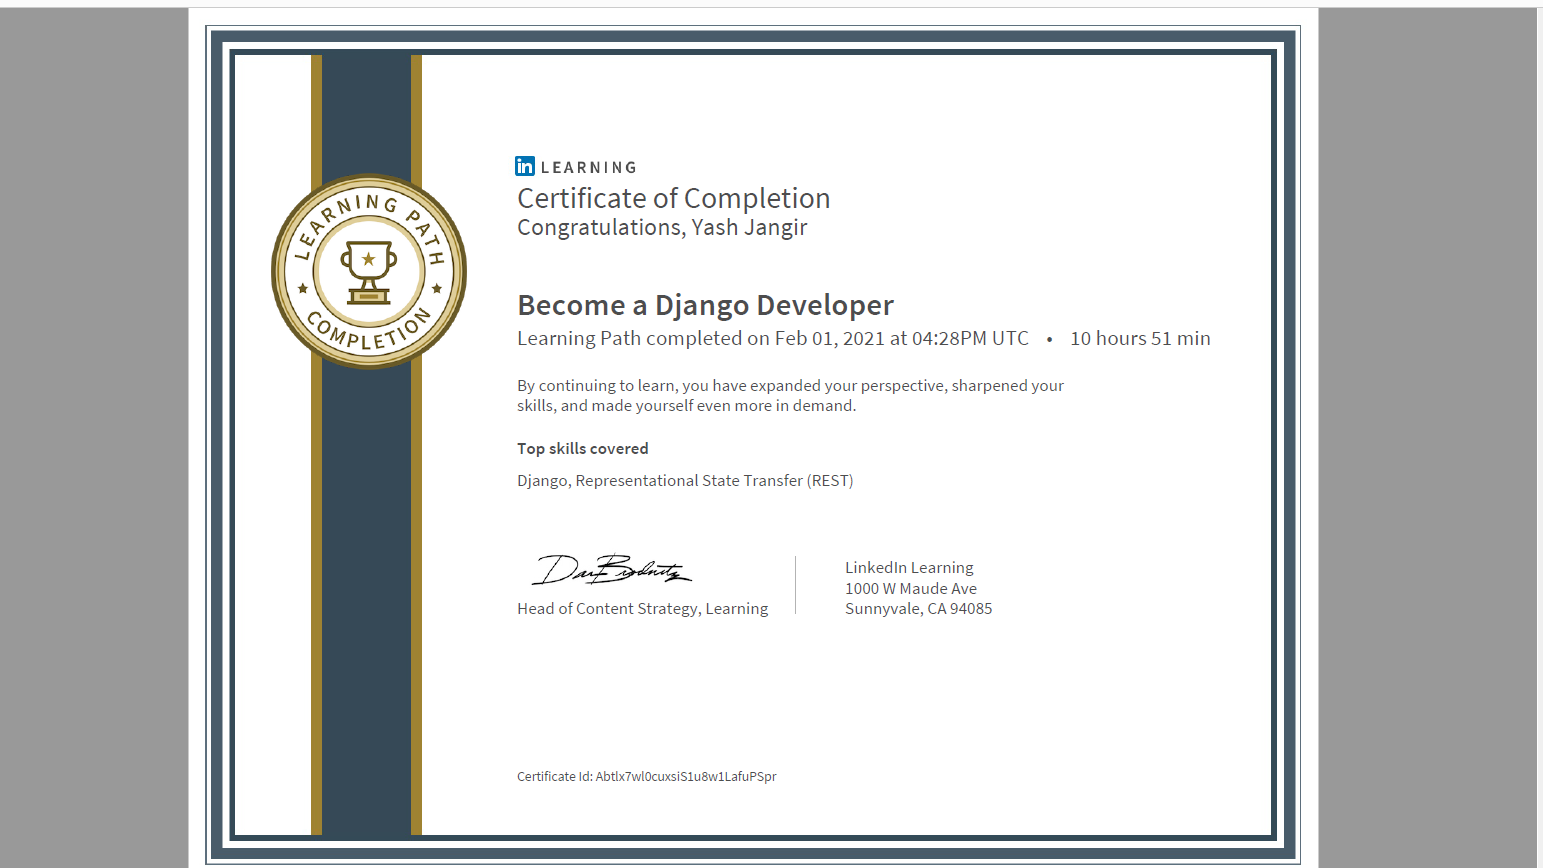 LEARNING PATH
COMPLETION
in LEARNING
Certificate of Completion
Congratulations, Yash Jangir
Become a Django Developer
Learning Path completed on Feb 01, 2021 at 04:28PM UTC • 10 hours 51 min
By continuing to learn, you have expanded your perspective, sharpened your
skills, and made yourself even more in demand.
Top skills covered
Django, Representational State Transfer (REST)
Head of Content Strategy, Learning
LinkedIn Learning
1000 W Maude Ave
Sunnyvale, CA 94085
Certificate Id: Abtlx7wl0cuxsiS1u8w1LafuPSpr